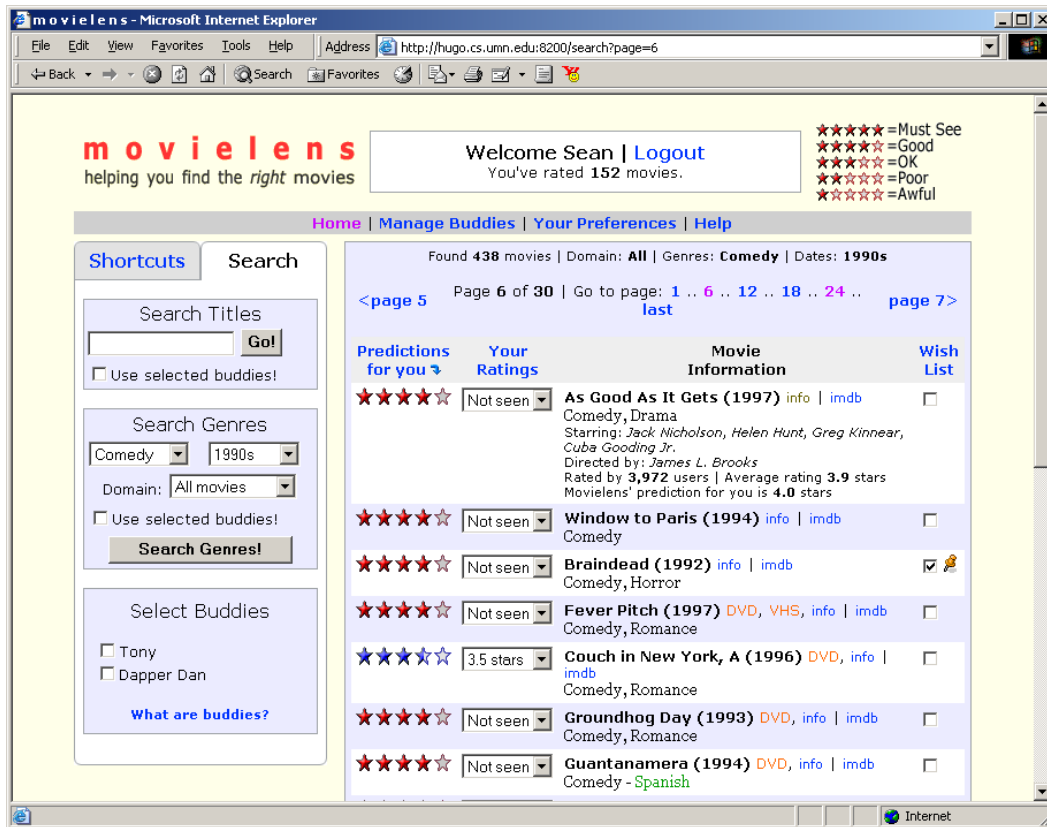 movielens - Microsoft Internet Explorer
File Edit View Favorites Tools Help Address http://hugo.cs.umn.edu:8200/search?page=6
Back Search Favorites
movielens
helping you find the right movies
Welcome Sean | Logout
You've rated 152 movies.
=Must See
=Good
=OK
=Poor
=Awful
Home | Manage Buddies | Your Preferences | Help
Shortcuts Search
Search Titles
Go!
Use selected buddies!
Search Genres
Comedy 1990s
Domain: All movies
Use selected buddies!
Search Genres!
Select Buddies
Tony
Dapper Dan
What are buddies?
Found 438 movies | Domain: All | Genres: Comedy | Dates: 1990s
<page 5 Page 6 of 30 | Go to page: 1 .. 6 .. 12 .. 18 .. 24 .. page 7>
last
Predictions Your Movie Wish
for you Ratings Information List
Not seen As Good As It Gets (1997) info | imdb
Comedy, Drama
Starring: Jack Nicholson, Helen Hunt, Greg Kinnear,
Cuba Gooding Jr.
Directed by: James L. Brooks
Rated by 3,972 users | Average rating 3.9 stars
Movielens' prediction for you is 4.0 stars
Not seen Window to Paris (1994) info | imdb
Comedy
Not seen Braindead (1992) info | imdb
Comedy, Horror
Not seen Fever Pitch (1997) DVD, VHS, info | imdb
Comedy, Romance
3.5 stars Couch in New York, A (1996) DVD, info |
imdb
Comedy, Romance
Not seen Groundhog Day (1993) DVD, info | imdb
Comedy, Romance
Not seen Guantanamera (1994) DVD, info | imdb
Comedy - Spanish
Internet